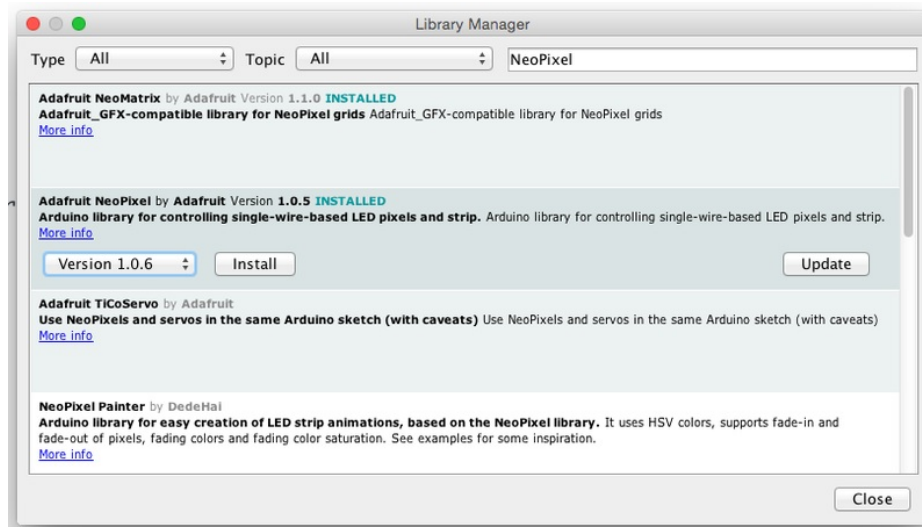 Library Manager
Type All Topic All NeoPixel
Adafruit NeoMatrix by Adafruit Version 1.1.0 INSTALLED
Adafruit_GFX-compatible library for NeoPixel grids Adafruit_GFX-compatible library for NeoPixel grids
More info
Adafruit NeoPixel by Adafruit Version 1.0.5 INSTALLED
Arduino library for controlling single-wire-based LED pixels and strip. Arduino library for controlling single-wire-based LED pixels and strip.
More info
Version 1.0.6 Install Update
Adafruit TiCoServo by Adafruit
Use NeoPixels and servos in the same Arduino sketch (with caveats) Use NeoPixels and servos in the same Arduino sketch (with caveats)
More info
NeoPixel Painter by DedeHai
Arduino library for easy creation of LED strip animations, based on the NeoPixel library. It uses HSV colors, supports fade-in and
fade-out of pixels, fading colors and fading color saturation. See examples for some inspiration.
More info
Close